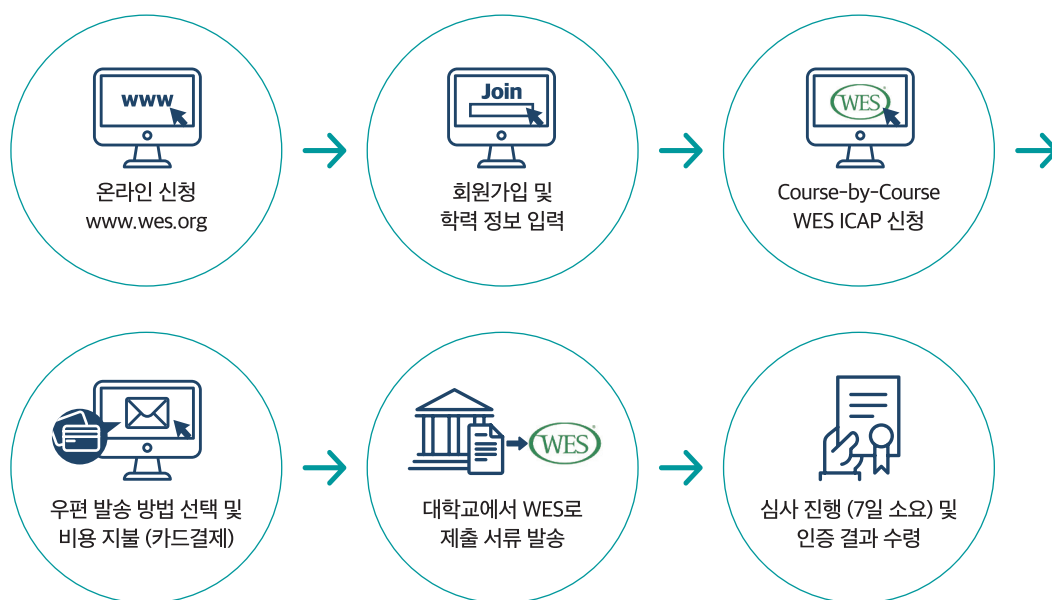 www
온라인 신청
www.wes.org
Join
회원가입 및
학력 정보 입력
WES
Course-by-Course
WES ICAP 신청
우편 발송 방법 선택 및
비용 지불 (카드결제)
WES
대학교에서 WES로
제출 서류 발송
심사 진행 (7일 소요) 및
인증 결과 수령